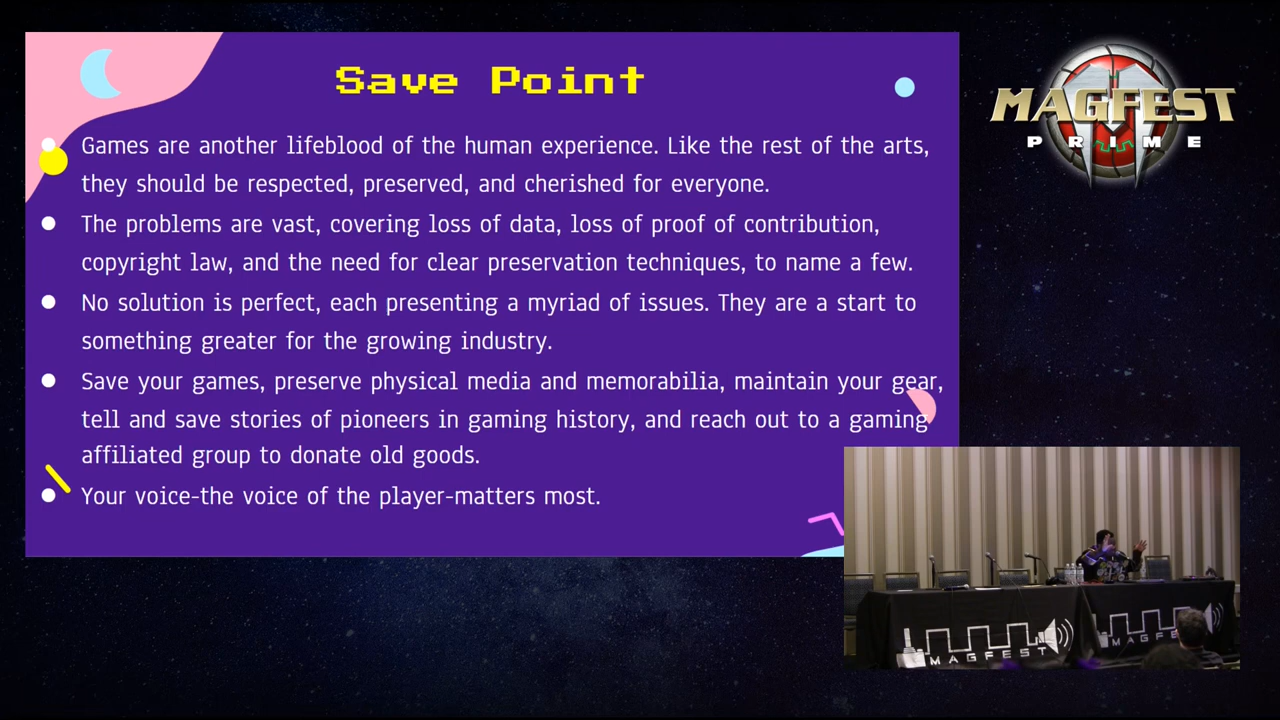 Save Point
Games are another lifeblood of the human experience. Like the rest of the arts,
they should be respected, preserved, and cherished for everyone.
The problems are vast, covering loss of data, loss of proof of contribution,
copyright law, and the need for clear preservation techniques, to name a few.
No solution is perfect, each presenting a myriad of issues. They are a start to
something greater for the growing industry.
Save your games, preserve physical media and memorabilia, maintain your gear,
tell and save stories of pioneers in gaming history, and reach out to a gaming
affiliated group to donate old goods.
Your voice-the voice of the player-matters most.
MAGFEST
PRIME
MAGFEST
MAGFEST